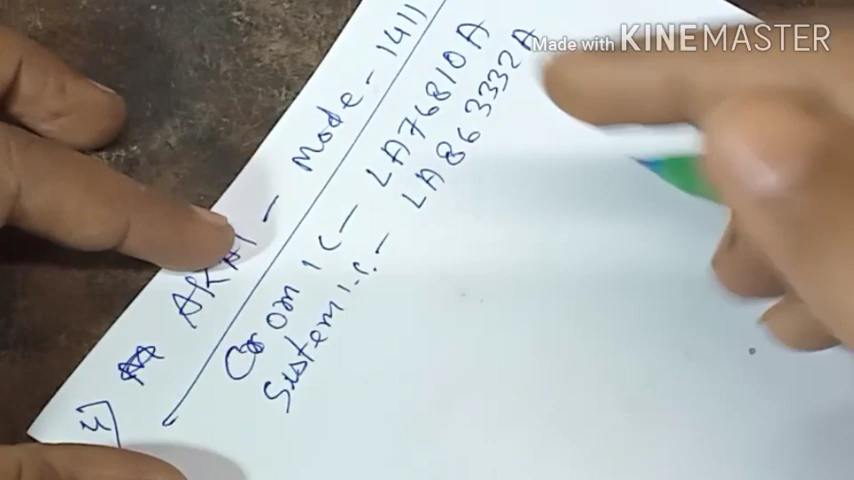 Made with KINEMASTER
4)
AKAI - Mode - 1411
Crom IC - LA76810A
System I.C. - LA863332A